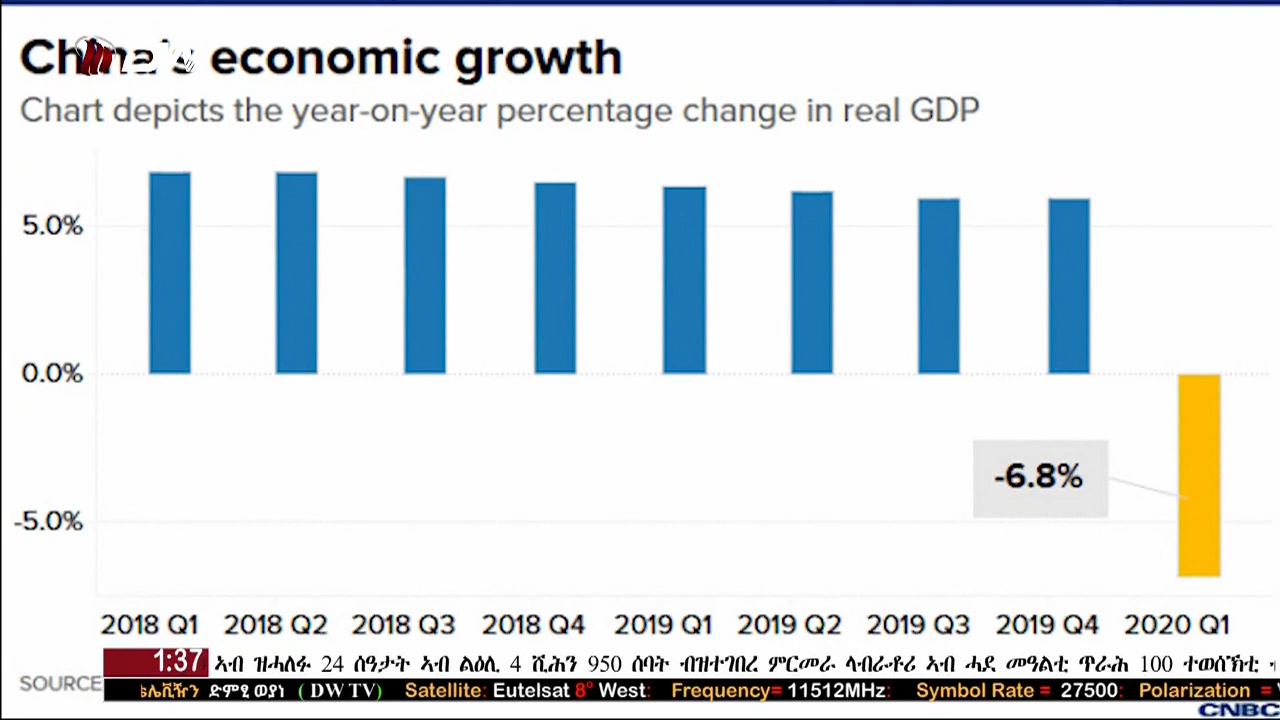 China's economic growth
Chart depicts the year-on-year percentage change in real GDP
5.0%
0.0%
-6.8%
-5.0%
2018 Q1 2018 Q2 2018 Q3 2018 Q4 2019 Q1 2019 Q2 2019 Q3 2019 Q4 2020 Q1
1:37 ኣብ ዝሓለፉ 24 ሰዓታት ኣብ ልዕሊ 4 ሺሕን 950 ሰባት ብዝተገበረ ምርመራ ላብራቶሪ ኣብ ሓደ መዓልቲ ጥራሕ 100 ተወሰኽቲ
SOURCE
ድምፂ ወያነ ( DW TV) Satellite: Eutelsat 8° West: Frequency= 11512MHz: Symbol Rate = 27500: Polarization =
CNBC